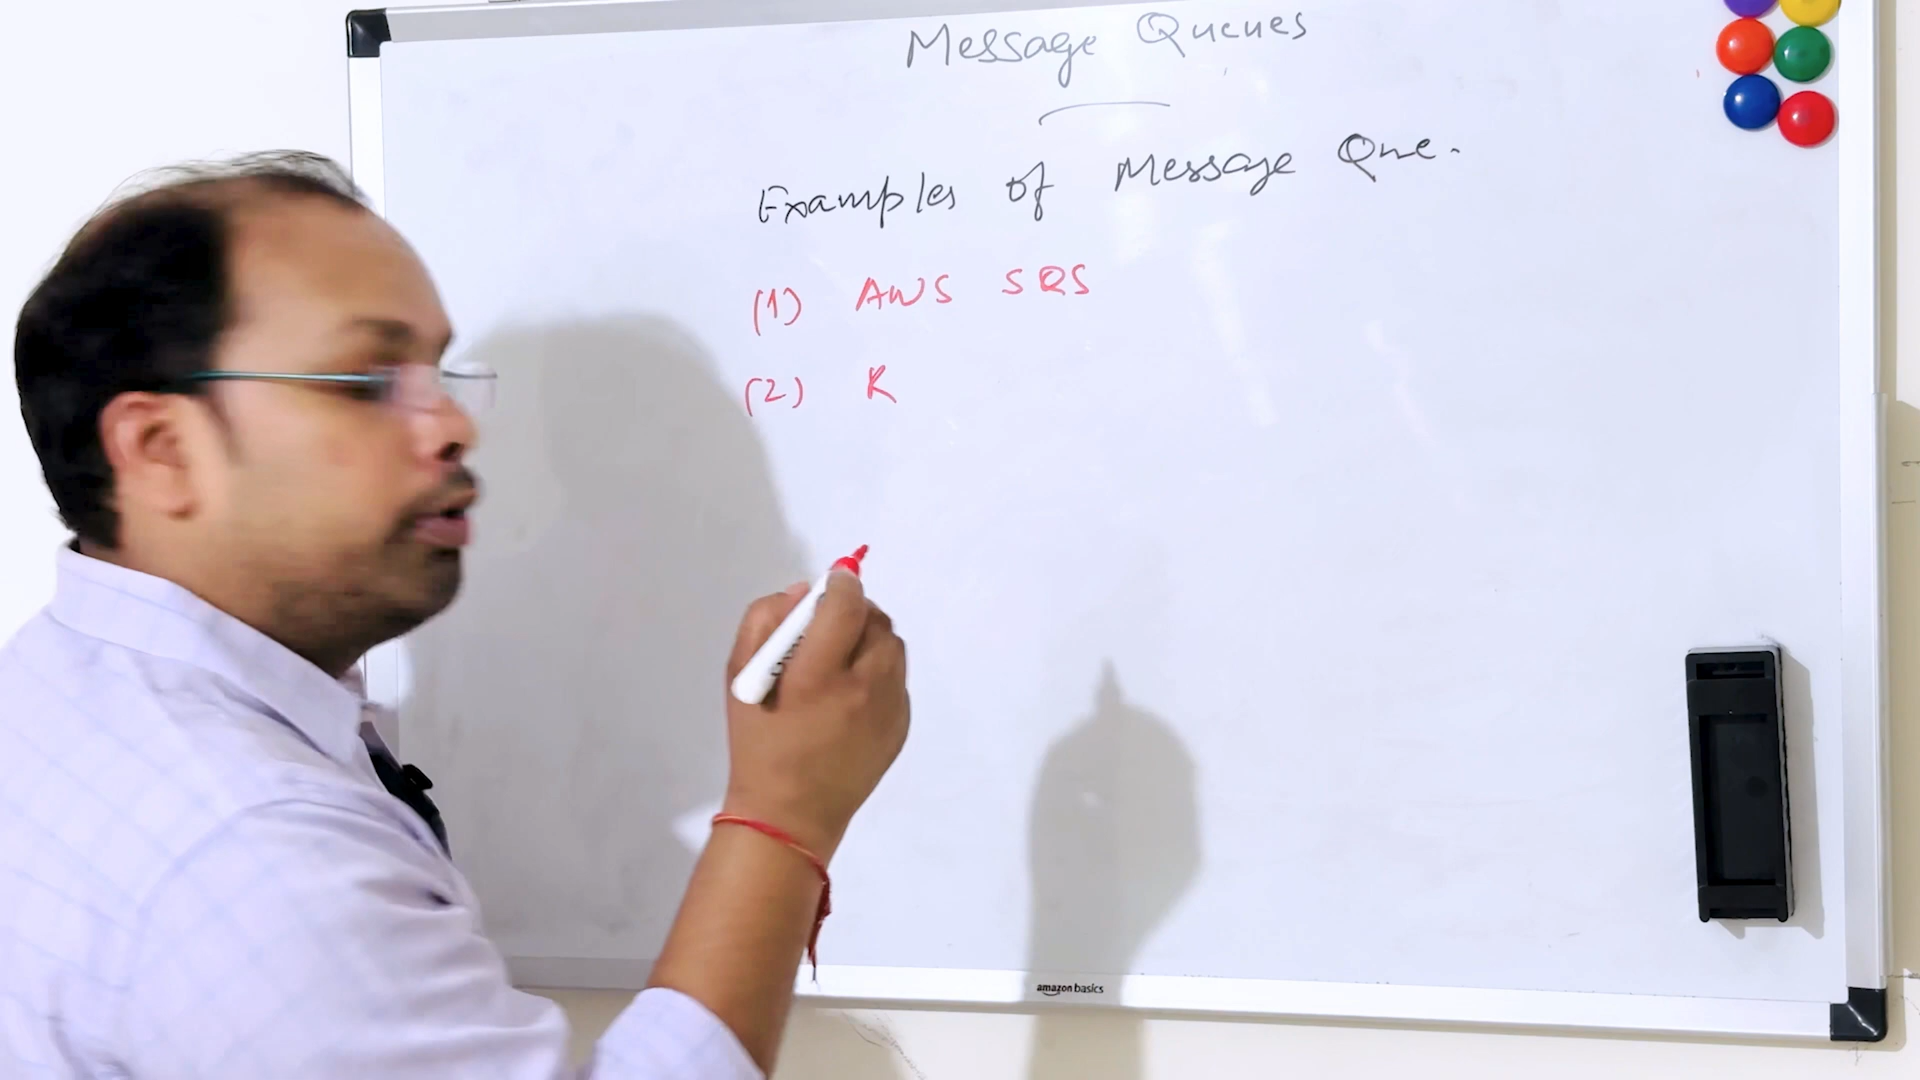 Message Queues
Examples of Message Que.
(1) AWS SQS
(2) R
amazon basics